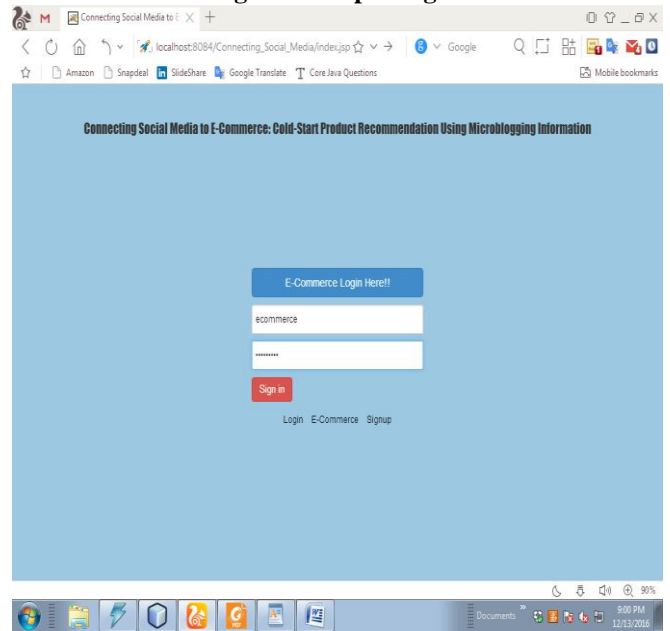 Connecting Social Media to E
localhost:8084/Connecting_Social_Media/index.jsp
Google
Amazon Snapdeal SlideShare Google Translate Core Java Questions Mobile bookmarks
Connecting Social Media to E-Commerce: Cold-Start Product Recommendation Using Microblogging Information
E-Commerce Login Here!!
ecommerce
Sign in
Login E-Commerce Signup
90%
Documents
9:00 PM
12/13/2016